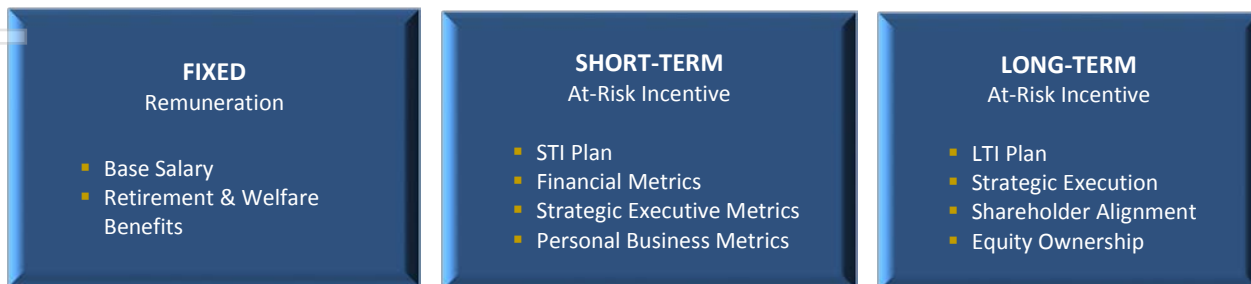 FIXED
Remuneration
Base Salary
Retirement & Welfare
Benefits
SHORT-TERM
At-Risk Incentive
STI Plan
Financial Metrics
Strategic Executive Metrics
Personal Business Metrics
LONG-TERM
At-Risk Incentive
LTI Plan
Strategic Execution
Shareholder Alignment
Equity Ownership